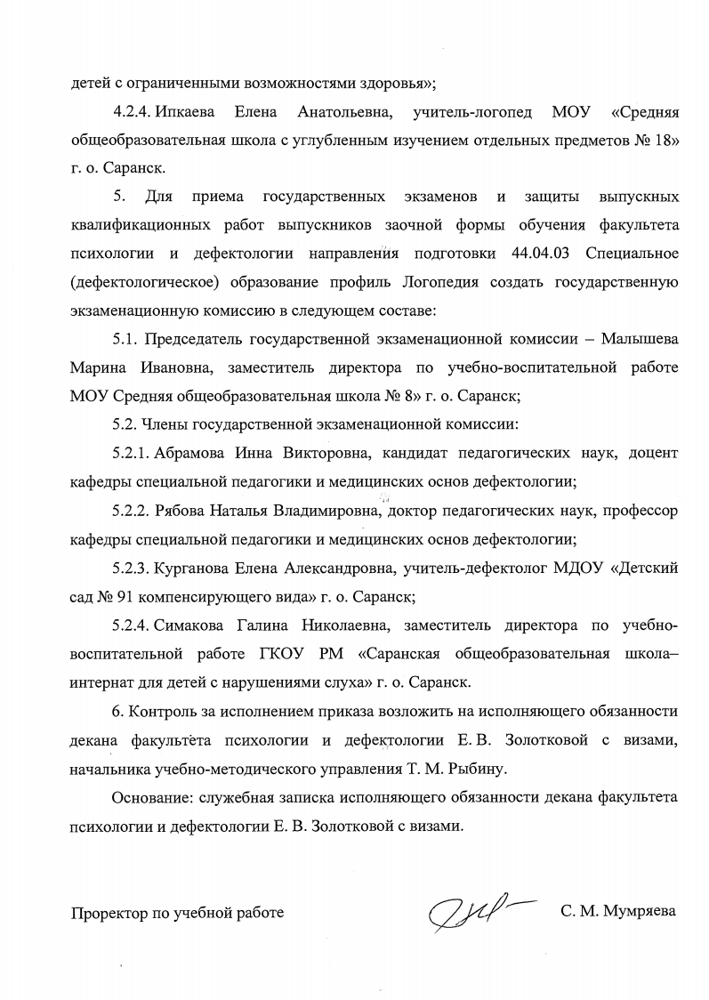 детей с ограниченными возможностями здоровья»;
4.2.4. Ипкаева Елена Анатольевна, учитель-логопед МОУ «Средняя
общеобразовательная школа с углубленным изучением отдельных предметов № 18»
г. о. Саранск.
5. Для приема государственных экзаменов и защиты выпускных
квалификационных работ выпускников заочной формы обучения факультета
психологии и дефектологии направления подготовки 44.04.03 Специальное
(дефектологическое) образование профиль Логопедия создать государственную
экзаменационную комиссию в следующем составе:
5.1. Председатель государственной экзаменационной комиссии – Малышева
Марина Ивановна, заместитель директора по учебно-воспитательной работе
МОУ Средняя общеобразовательная школа № 8» г. о. Саранск;
5.2. Члены государственной экзаменационной комиссии:
5.2.1. Абрамова Инна Викторовна, кандидат педагогических наук, доцент
кафедры специальной педагогики и медицинских основ дефектологии;
5.2.2. Рябова Наталья Владимировна, доктор педагогических наук, профессор
кафедры специальной педагогики и медицинских основ дефектологии;
5.2.3. Курганова Елена Александровна, учитель-дефектолог МДОУ «Детский
сад № 91 компенсирующего вида» г. о. Саранск;
5.2.4. Симакова Галина Николаевна, заместитель директора по учебно-
воспитательной работе ГКОУ РМ «Саранская общеобразовательная школа–
интернат для детей с нарушениями слуха» г. о. Саранск.
6. Контроль за исполнением приказа возложить на исполняющего обязанности
декана факультета психологии и дефектологии Е. В. Золотковой с визами,
начальника учебно-методического управления Т. М. Рыбину.
Основание: служебная записка исполняющего обязанности декана факультета
психологии и дефектологии Е. В. Золотковой с визами.
Проректор по учебной работе С. М. Мумряева